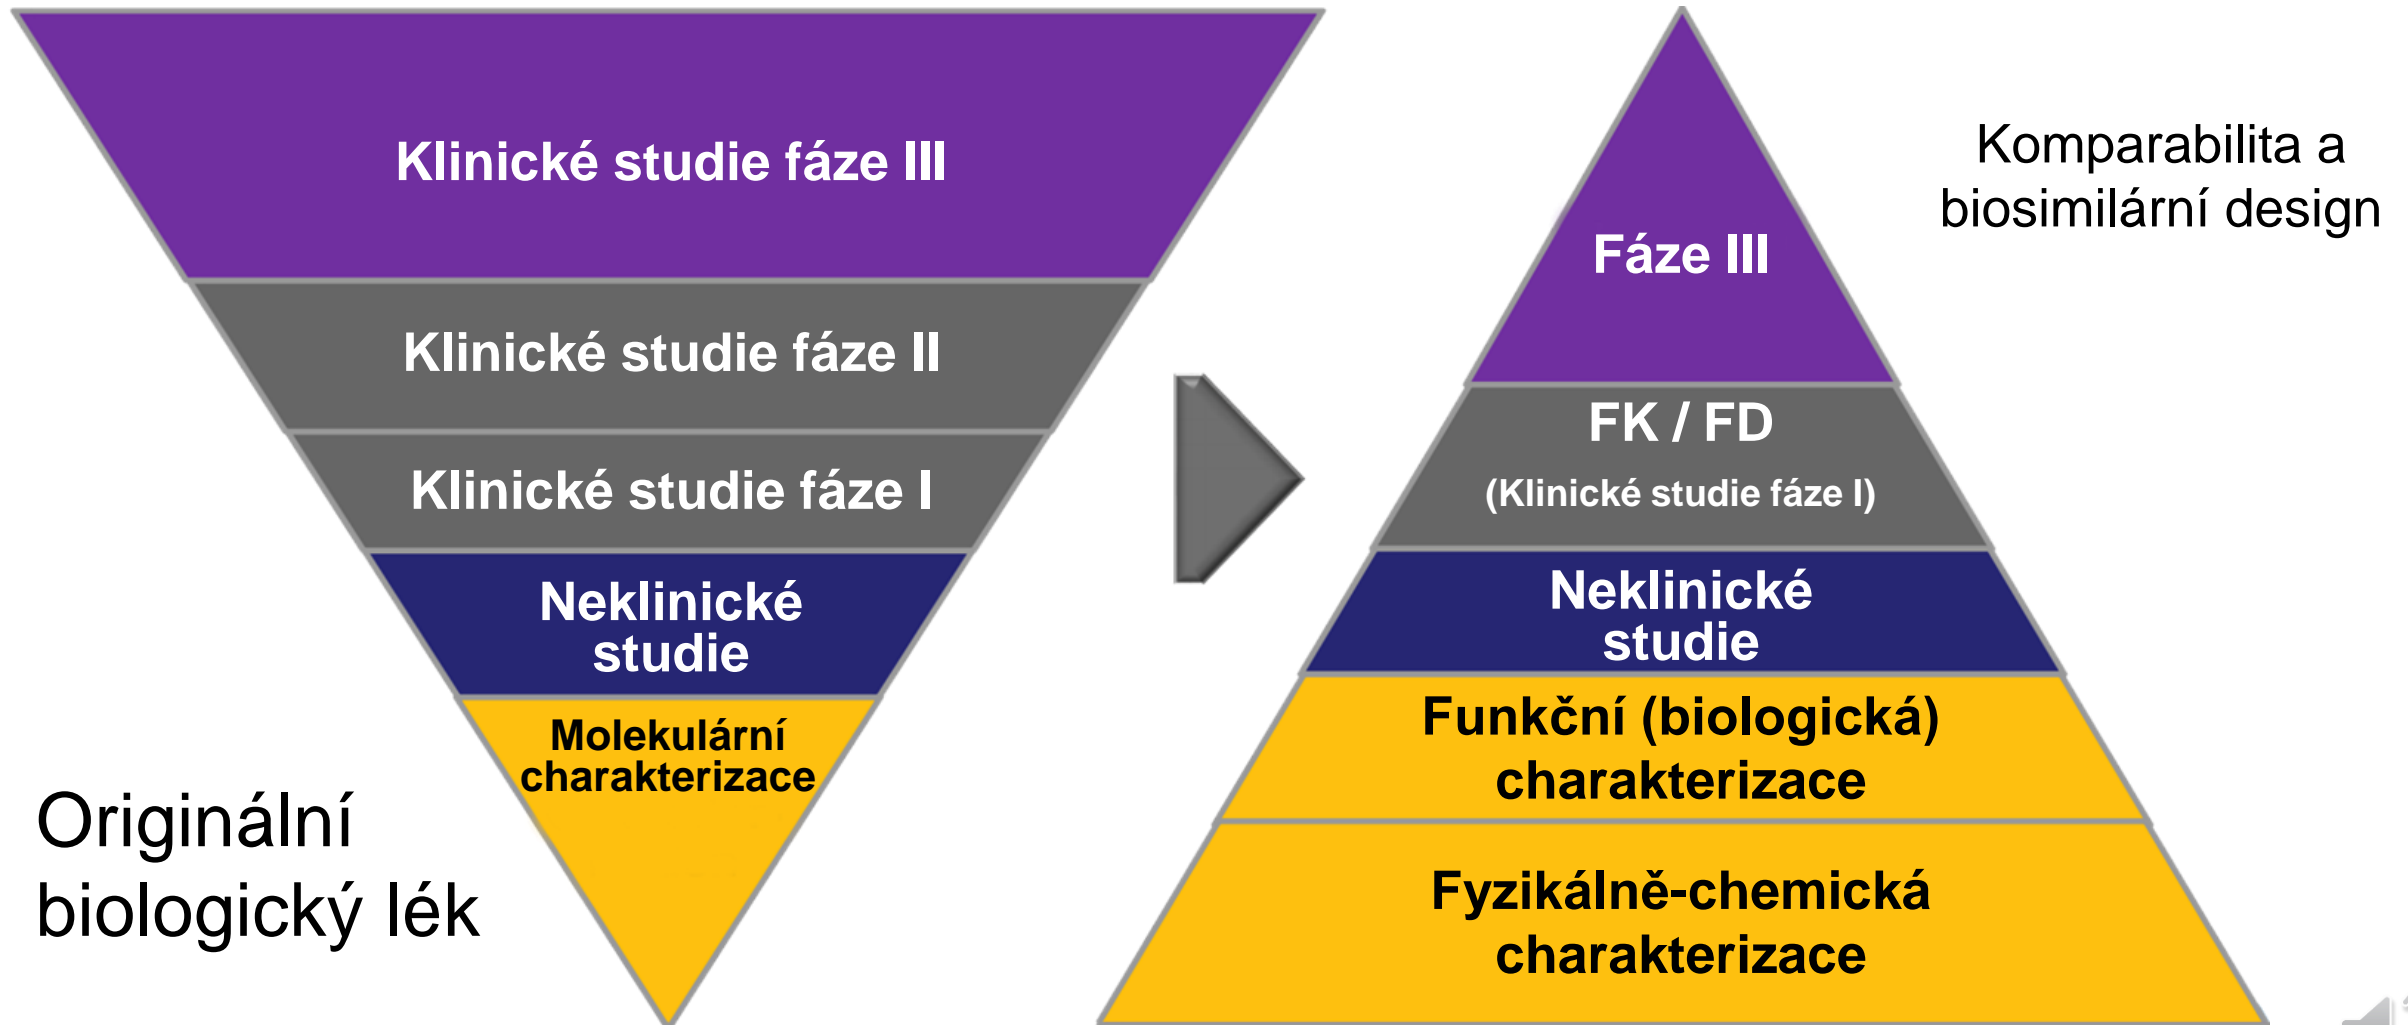 Klinické studie fáze III
Klinické studie fáze II
Klinické studie fáze I
Neklinické
studie
Molekulární
charakterizace
Originální
biologický lék
Komparabilita a
biosimilární design
Fáze III
FK / FD
(Klinické studie fáze I)
Neklinické
studie
Funkční (biologická)
charakterizace
Fyzikálně-chemická
charakterizace